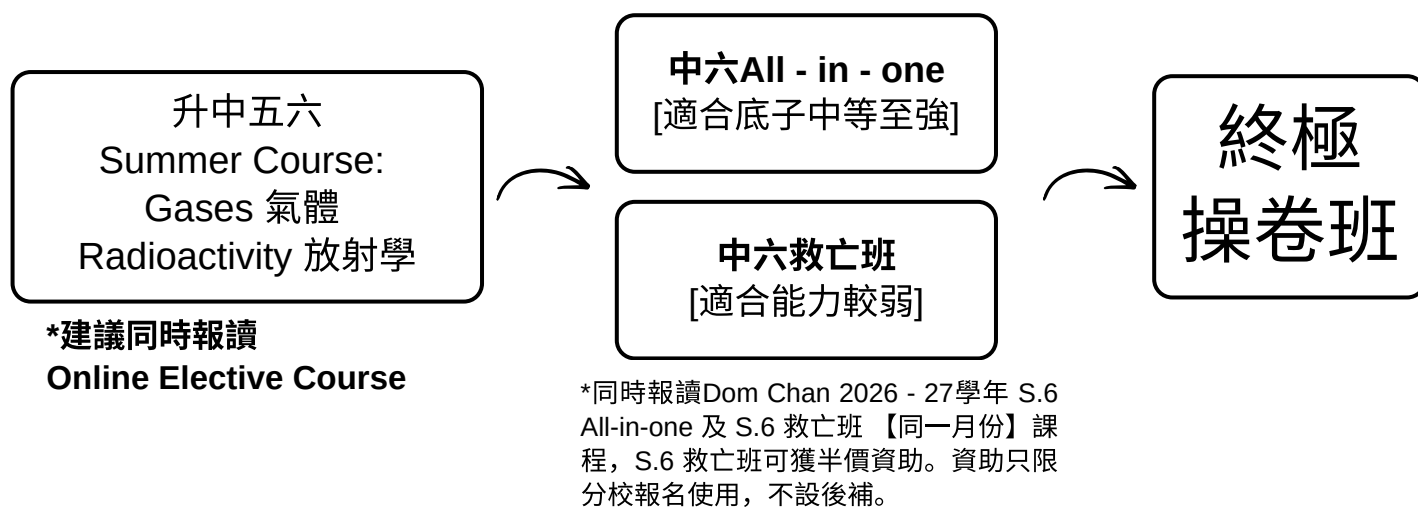 升中五六
Summer Course:
Gases 氣體
Radioactivity 放射學
*建議同時報讀
Online Elective Course
中六All - in - one
[適合底子中等至強]
中六救亡班
[適合能力較弱]
*同時報讀Dom Chan 2026 - 27學年 S.6
All-in-one 及 S.6 救亡班 【同一月份】課
程，S.6 救亡班可獲半價資助。資助只限
分校報名使用，不設後補。
終極
操卷班